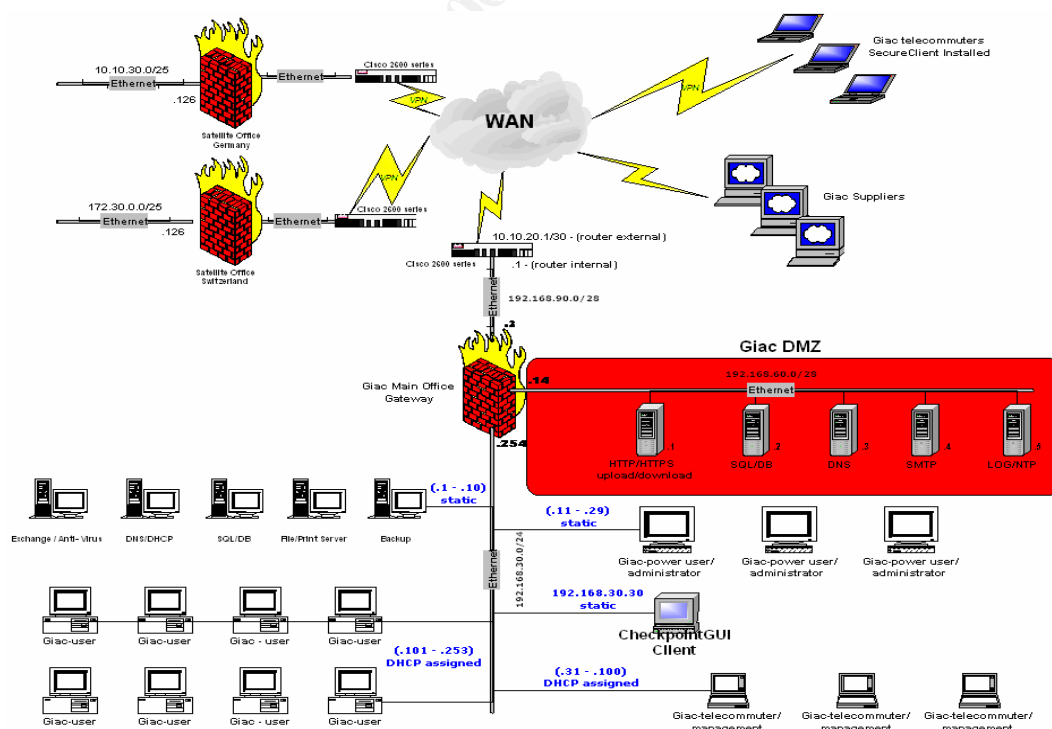 10.10.30.0/25
Ethernet
.126
Satellite Office
Germany
Ethernet
Cisco 2600 series
VPN
WAN
VPN
Giac telecommuters
SecureClient Installed
172.30.0.0/25
Ethernet
.126
Satellite Office
Switzerland
Ethernet
Cisco 2600 series
VPN
Giac Suppliers
10.10.20.1/30 - (router external)
Cisco 2600 series
.1 - (router internal)
Ethernet
192.168.90.0/28
.2
Giac Main Office
Gateway
.14
.254
Giac DMZ
192.168.60.0/28
Ethernet
.1
.2
.3
.4
.5
HTTP/HTTPS
upload/download
SQL/DB
DNS
SMTP
LOG/NTP
(.1 - .10)
static
Exchange / Anti-Virus
DNS/DHCP
SQL/DB
File/Print Server
Backup
(.11 - .29)
static
Giac-power user/
administrator
Giac-power user/
administrator
Giac-power user/
administrator
Ethernet
192.168.30.0/24
192.168.30.30
static
CheckpointGUI
Client
Giac-user
Giac-user
Giac - user
Giac-user
(.101 - .253)
DHCP assigned
Giac-user
Giac-user
Giac - user
Giac-user
(.31 - .100)
DHCP assigned
Giac-telecommuter/
management
Giac-telecommuter/
management
Giac-telecommuter/
management